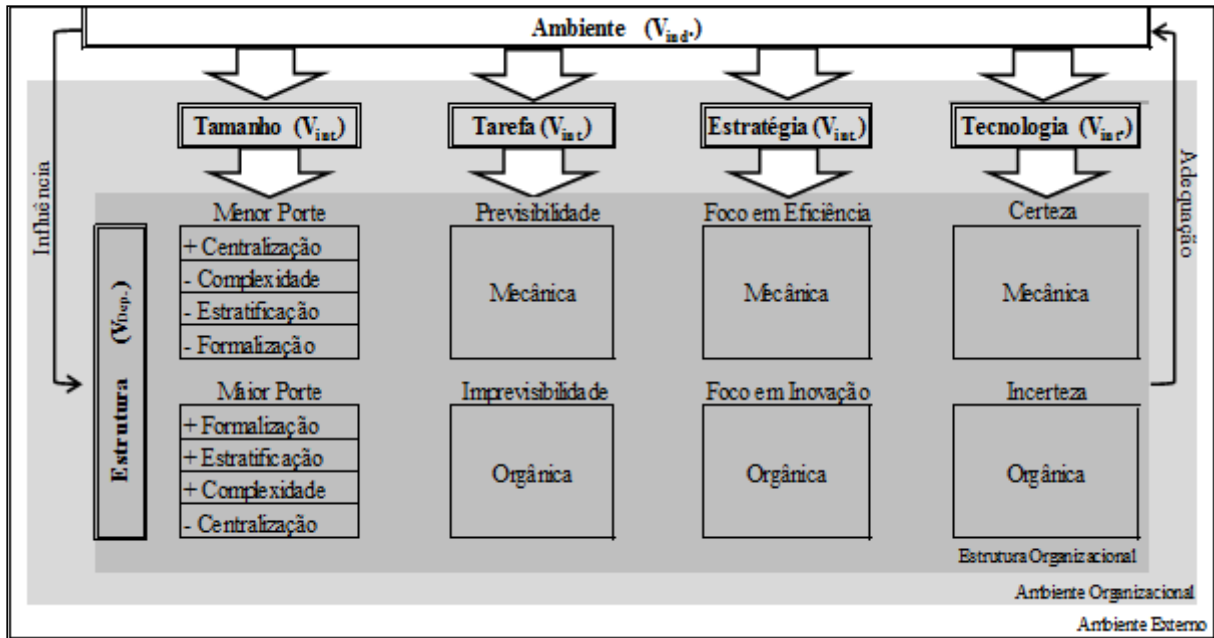 Ambiente (Vind.)
Tamanho (Vint.)
Tarefa (Vint.)
Estratégia (Vint.)
Tecnologia (Vint.)
Influência
Adequação
Estrutura (VDep.)
Menor Porte
+ Centralização
- Complexidade
- Estratificação
- Formalização
Previsibilidade
Mecânica
Foco em Eficiência
Mecânica
Certeza
Mecânica
Maior Porte
+ Formalização
+ Estratificação
+ Complexidade
- Centralização
Imprevisibilidade
Orgânica
Foco em Inovação
Orgânica
Incerteza
Orgânica
Estrutura Organizacional
Ambiente Organizacional
Ambiente Externo